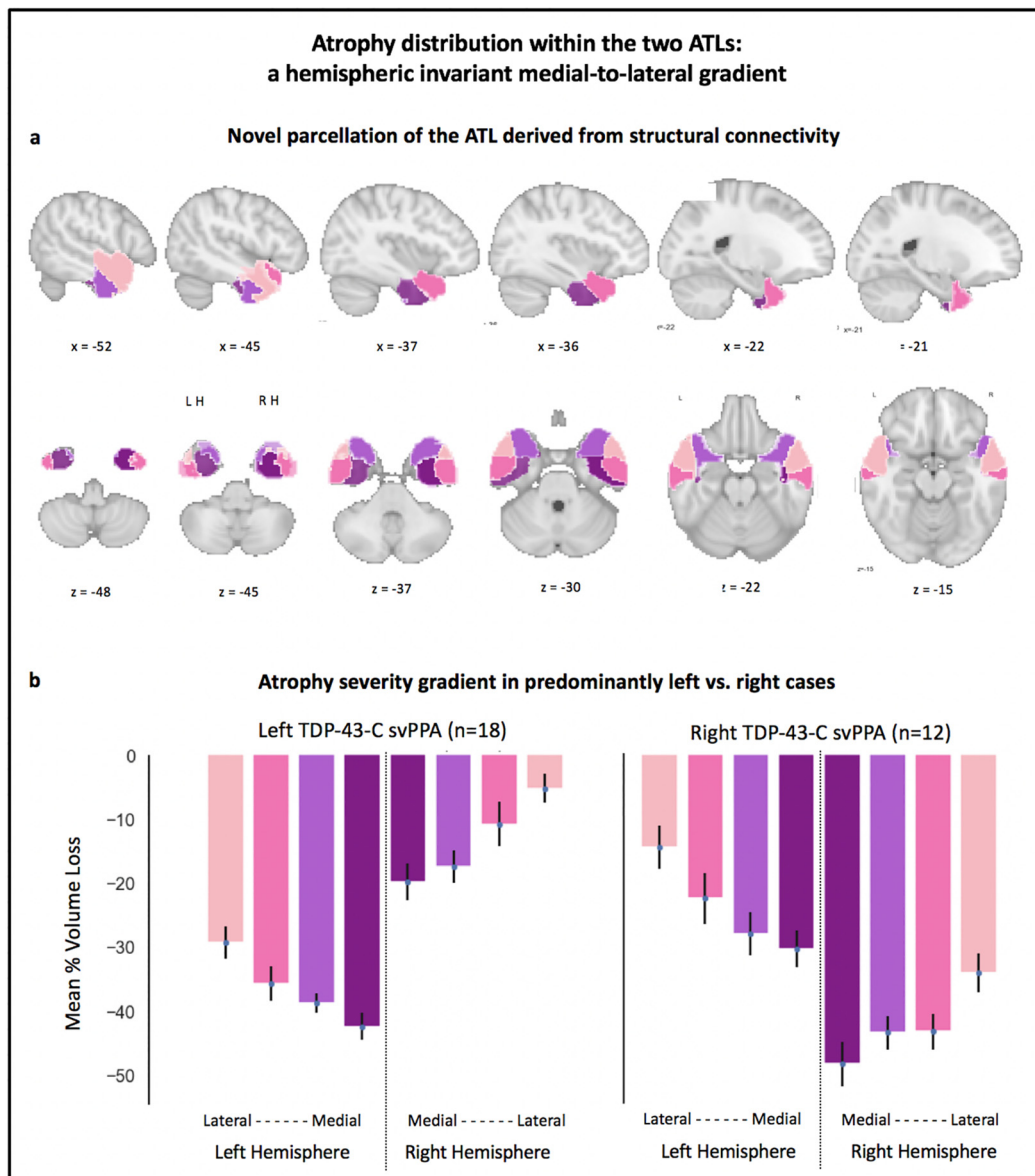 Atrophy distribution within the two ATLs:
a hemispheric invariant medial-to-lateral gradient
a
Novel parcellation of the ATL derived from structural connectivity
x=-22
x=-21
x = -52
x = -45
x = -37
x = -36
x = -22
= -21
L H
R H
L
R
L
R
z=-15
z = -48
z = -45
z = -37
z = -30
z = -22
z = -15
b
Atrophy severity gradient in predominantly left vs. right cases
Left TDP-43-C svPPA (n=18)
Right TDP-43-C svPPA (n=12)
Mean % Volume Loss
0
−10
−20
−30
−40
−50
Lateral ------ Medial
Medial ------ Lateral
Lateral ------ Medial
Medial ------ Lateral
Left Hemisphere
Right Hemisphere
Left Hemisphere
Right Hemisphere